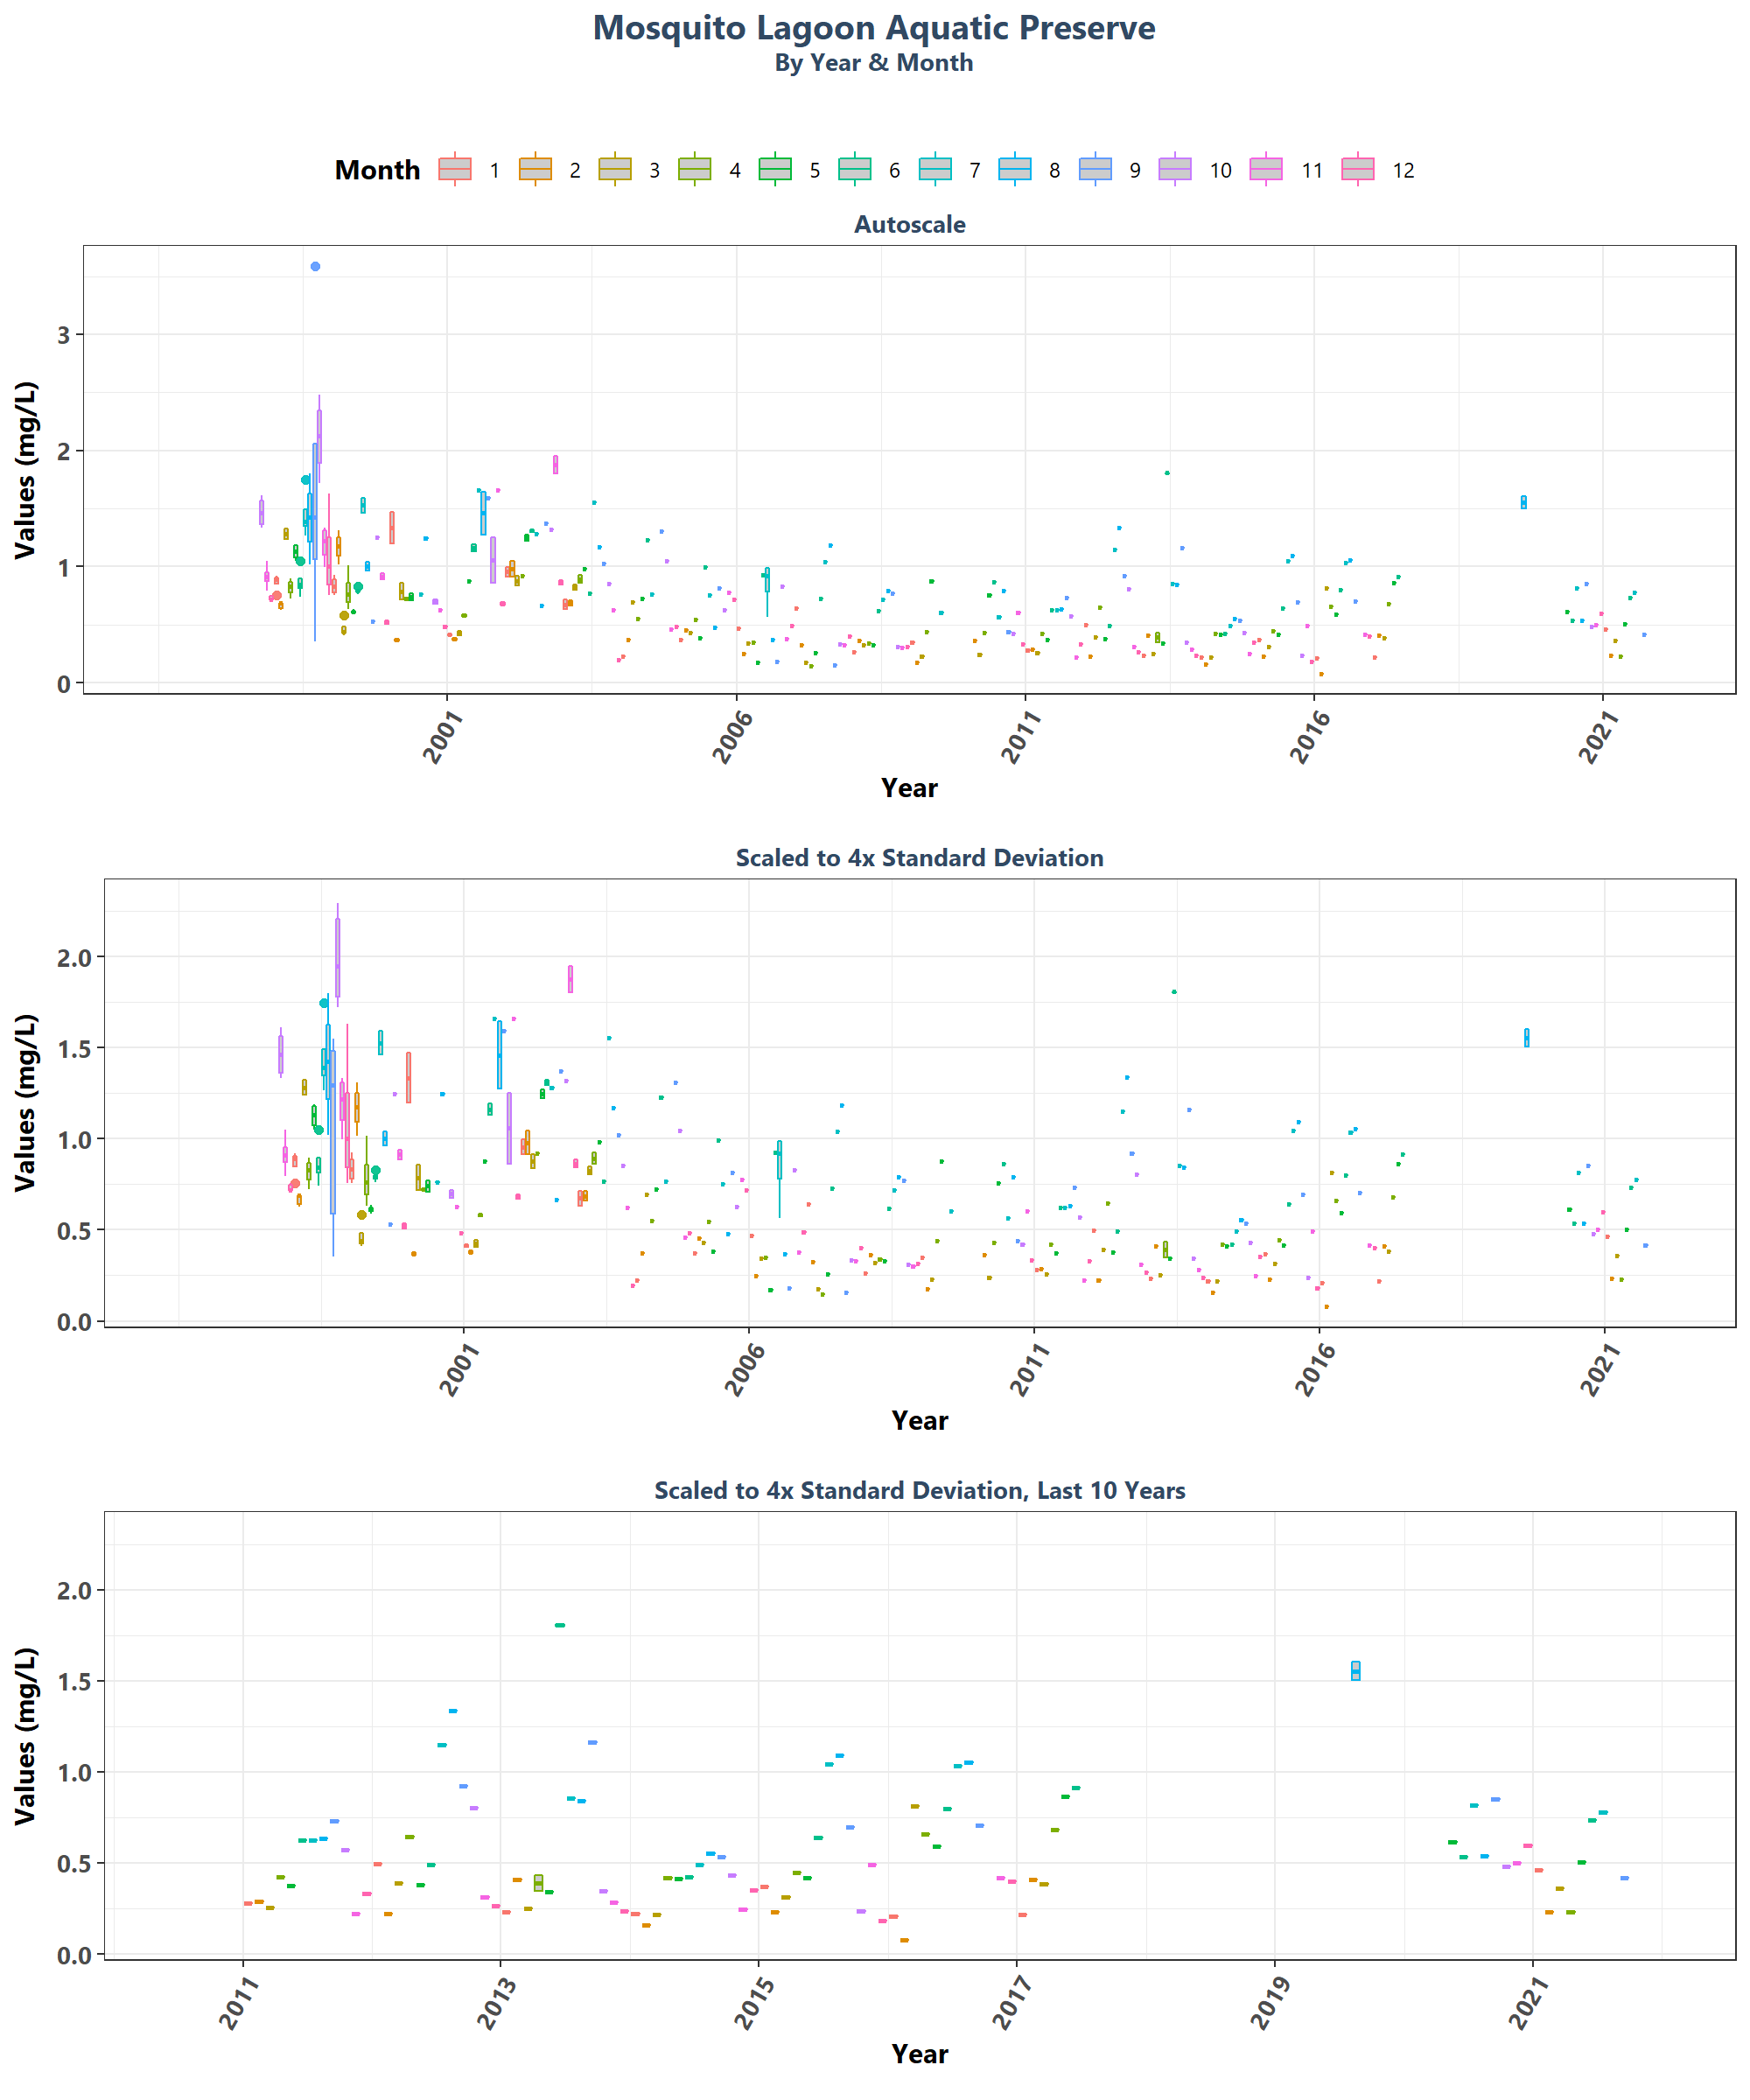 Mosquito Lagoon Aquatic Preserve
By Year & Month
Month 1 2 3 4 5 6 7 8 9 10 11 12
Autoscale
Values (mg/L)
3
2
1
0
2001 2006 2011 2016 2021
Year
Scaled to 4x Standard Deviation
Values (mg/L)
2.0
1.5
1.0
0.5
0.0
2001 2006 2011 2016 2021
Year
Scaled to 4x Standard Deviation, Last 10 Years
Values (mg/L)
2.0
1.5
1.0
0.5
0.0
2011 2013 2015 2017 2019 2021
Year